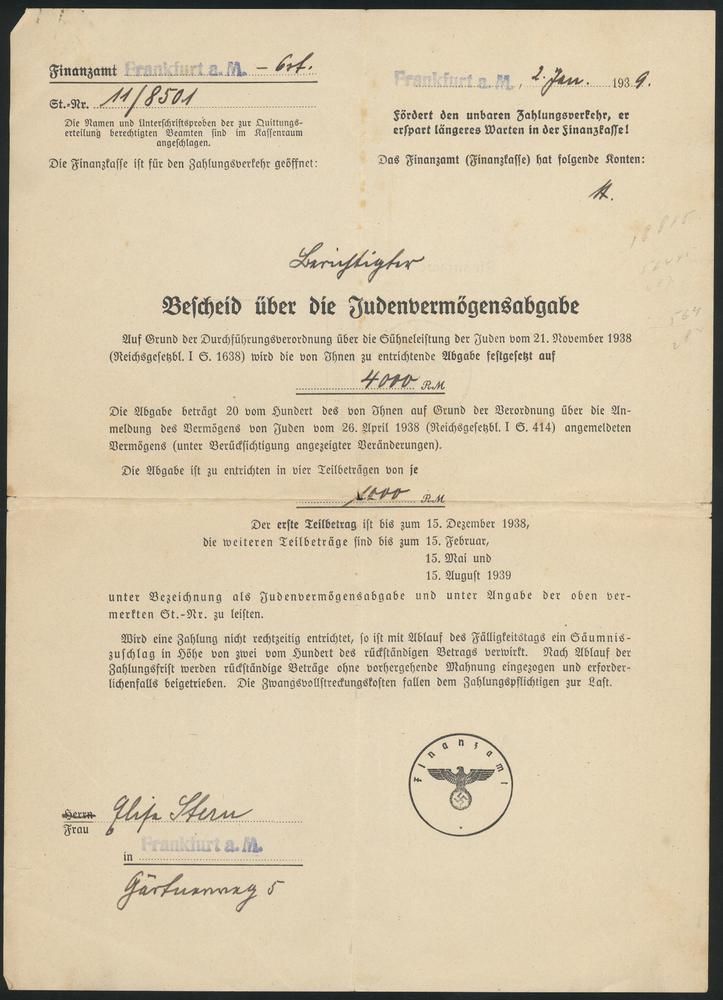 Finanzamt Frankfurt a. M. – Ost.
St.-Nr. 11/8501
Die Namen und Unterschriftsproben der zur Quittungs-
erteilung berechtigten Beamten sind im Kassenraum
angeschlagen.
Die Finanzkasse ist für den Zahlungsverkehr geöffnet:
Frankfurt a. M., 2. Jan. 1939.
Fördert den unbaren Zahlungsverkehr, er
erspart längeres Warten in der Finanzkasse!
Das Finanzamt (Finanzkasse) hat folgende Konten:
Berichtigter
Bescheid über die Judenvermögensabgabe
Auf Grund der Durchführungsverordnung über die Sühneleistung der Juden vom 21. November 1938
(Reichsgesetzbl. I S. 1638) wird die von Ihnen zu entrichtende Abgabe festgesetzt auf
4000 RM
Die Abgabe beträgt 20 vom Hundert des von Ihnen auf Grund der Verordnung über die An-
meldung des Vermögens von Juden vom 26. April 1938 (Reichsgesetzbl. I S. 414) angemeldeten
Vermögens (unter Berücksichtigung angezeigter Veränderungen).
Die Abgabe ist zu entrichten in vier Teilbeträgen von je
1000 RM
Der erste Teilbetrag ist bis zum 15. Dezember 1938,
die weiteren Teilbeträge sind bis zum 15. Februar,
15. Mai und
15. August 1939
unter Bezeichnung als Judenvermögensabgabe und unter Angabe der oben ver-
merkten St.-Nr. zu leisten.
Wird eine Zahlung nicht rechtzeitig entrichtet, so ist mit Ablauf des Fälligkeitstags ein Säumnis-
zuschlag in Höhe von zwei vom Hundert des rückständigen Betrags verwirkt. Nach Ablauf der
Zahlungsfrist werden rückständige Beträge ohne vorhergehende Mahnung eingezogen und erforder-
lichenfalls beigetrieben. Die Zwangsvollstreckungskosten fallen dem Zahlungspflichtigen zur Last.
Finanzamt
Herrn
Frau Elise Stern
in Frankfurt a. M.
Gärtnerweg 5